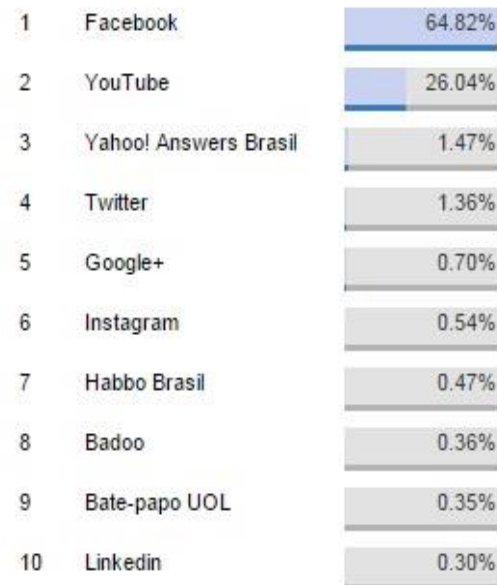 1 Facebook 64.82%
2 YouTube 26.04%
3 Yahoo! Answers Brasil 1.47%
4 Twitter 1.36%
5 Google+ 0.70%
6 Instagram 0.54%
7 Habbo Brasil 0.47%
8 Badoo 0.36%
9 Bate-papo UOL 0.35%
10 Linkedin 0.30%